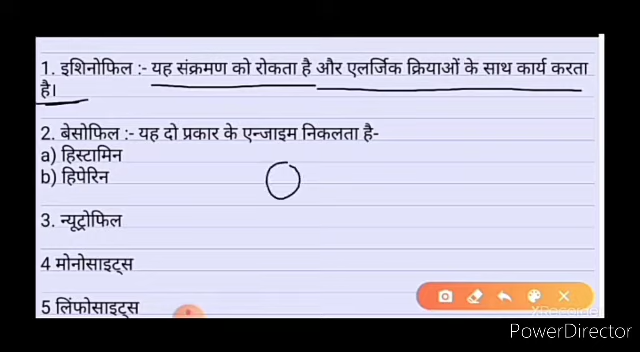 1. इशिनोफिल :- यह संक्रमण को रोकता है और एलर्जिक क्रियाओं के साथ कार्य करता
है।
2. बेसोफिल :- यह दो प्रकार के एन्जाइम निकलता है-
a) हिस्टामिन
b) हिपेरिन
3. न्यूट्रोफिल
4 मोनोसाइट्स
5 लिंफोसाइट्स
PowerDirector